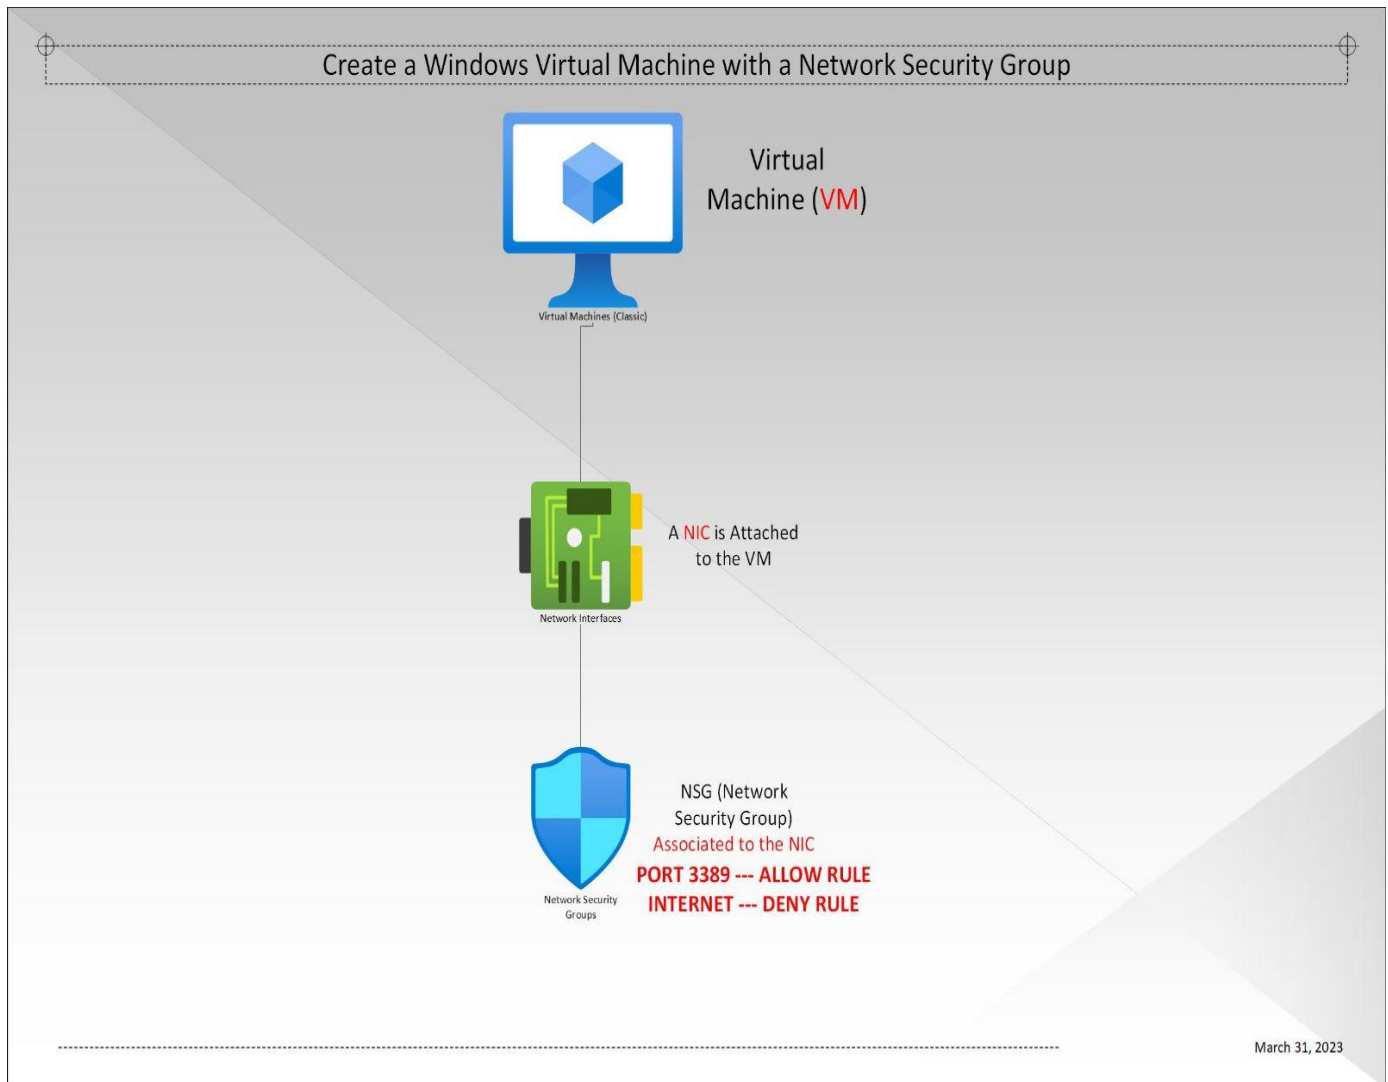 Create a Windows Virtual Machine with a Network Security Group
Virtual
Machine (VM)
Virtual Machines (Classic)
A NIC is Attached
to the VM
Network Interfaces
NSG (Network
Security Group)
Associated to the NIC
PORT 3389 --- ALLOW RULE
INTERNET --- DENY RULE
Network Security
Groups
March 31, 2023